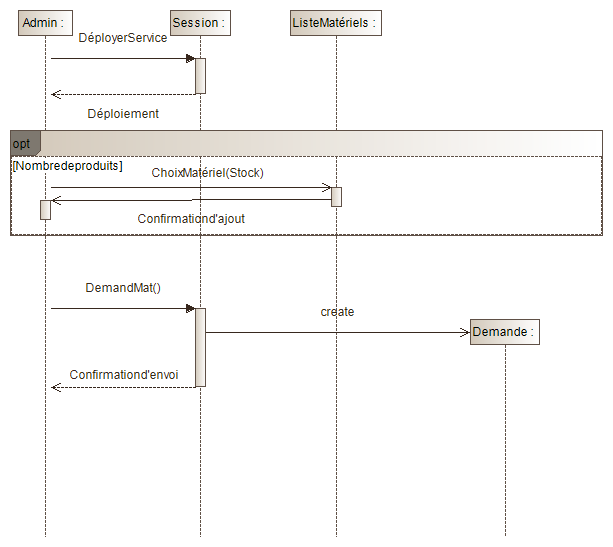 Admin :
Session :
ListeMatériels :
DéployerService
Déploiement
opt
[Nombredeproduits]
ChoixMatériel(Stock)
Confirmationd'ajout
DemandMat()
create
Demande :
Confirmationd'envoi